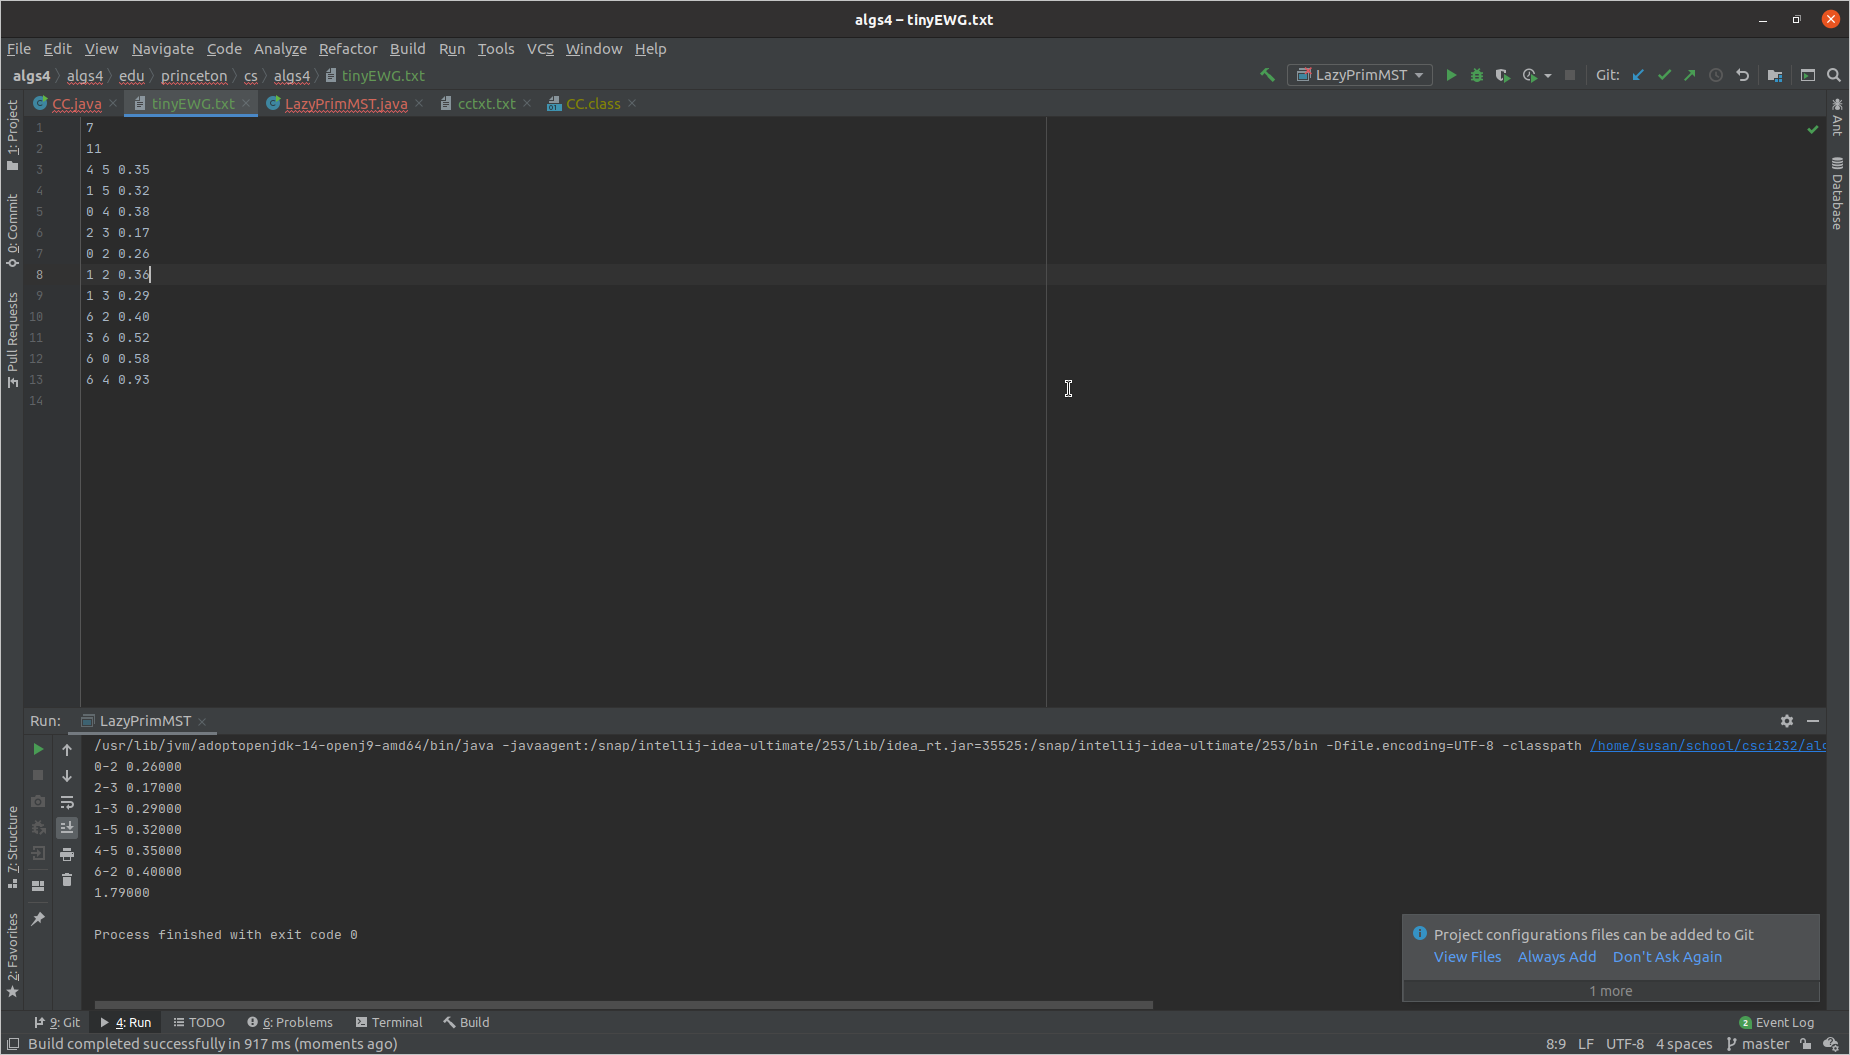 algs4 – tinyEWG.txt
File Edit View Navigate Code Analyze Refactor Build Run Tools VCS Window Help
algs4 algs4 edu princeton cs algs4 tinyEWG.txt LazyPrimMST Git:
CC.java tinyEWG.txt LazyPrimMST.java cctxt.txt CC.class
1: Project
0: Commit
Pull Requests
7: Structure
2: Favorites
Ant
Database
1 7
2 11
3 4 5 0.35
4 1 5 0.32
5 0 4 0.38
6 2 3 0.17
7 0 2 0.26
8 1 2 0.36
9 1 3 0.29
10 6 2 0.40
11 3 6 0.52
12 6 0 0.58
13 6 4 0.93
14
Run: LazyPrimMST
/usr/lib/jvm/adoptopenjdk-14-openj9-amd64/bin/java -javaagent:/snap/intellij-idea-ultimate/253/lib/idea_rt.jar=35525:/snap/intellij-idea-ultimate/253/bin -Dfile.encoding=UTF-8 -classpath /home/susan/school/csci232/alg
0-2 0.26000
2-3 0.17000
1-3 0.29000
1-5 0.32000
4-5 0.35000
6-2 0.40000
1.79000
Process finished with exit code 0
Project configurations files can be added to Git
View Files Always Add Don't Ask Again
1 more
9: Git 4: Run TODO 6: Problems Terminal Build 2 Event Log
Build completed successfully in 917 ms (moments ago) 8:9 LF UTF-8 4 spaces master